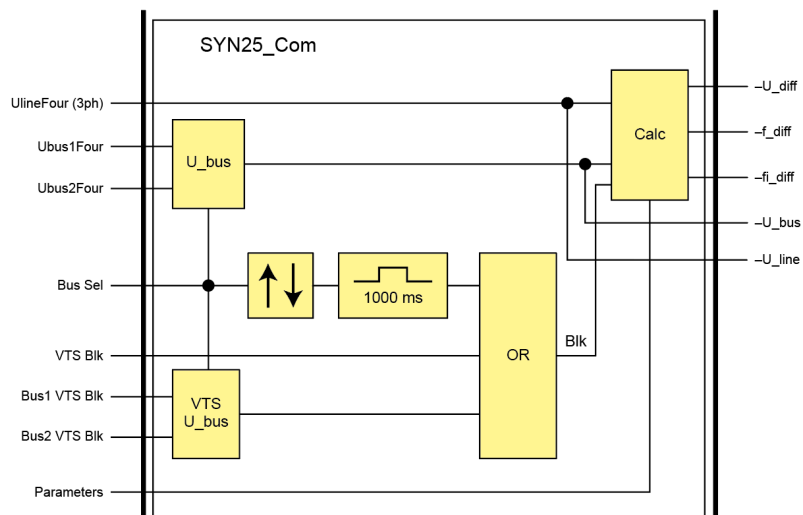 SYN25_Com
UlineFour (3ph)
Ubus1Four
Ubus2Four
Bus Sel
VTS Blk
Bus1 VTS Blk
Bus2 VTS Blk
Parameters
U_bus
1000 ms
VTS
U_bus
OR
Blk
Calc
–U_diff
–f_diff
–fi_diff
–U_bus
–U_line